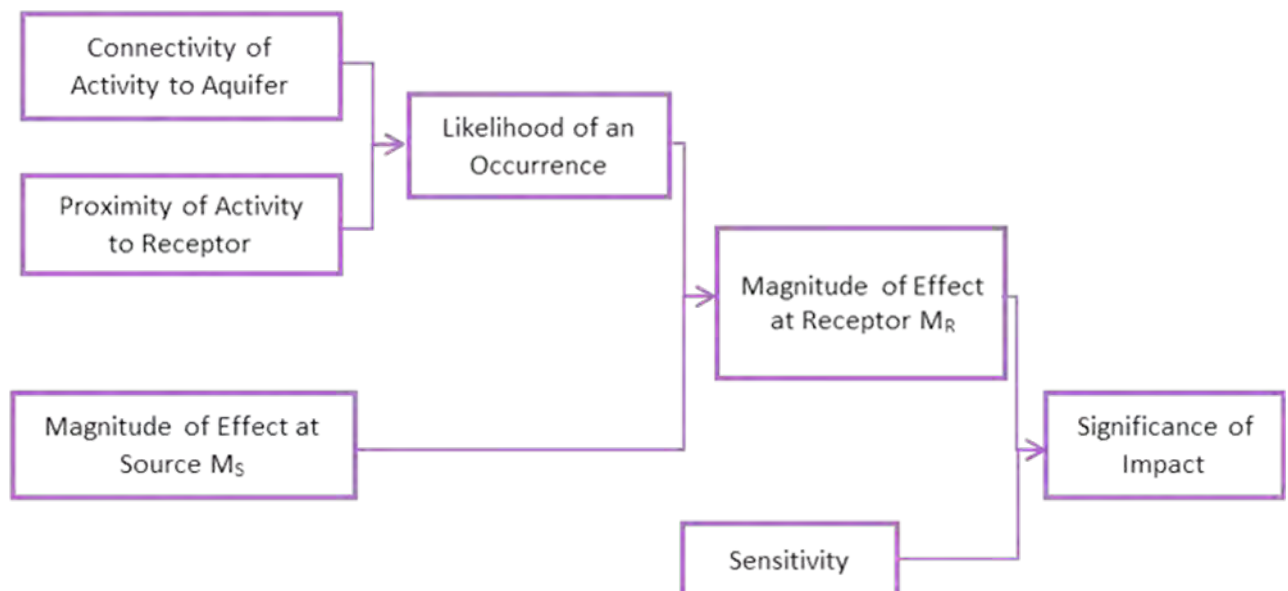 Connectivity of
Activity to Aquifer
Likelihood of an
Occurrence
Proximity of Activity
to Receptor
Magnitude of Effect
at Receptor MR
Magnitude of Effect at
Source MS
Significance of
Impact
Sensitivity